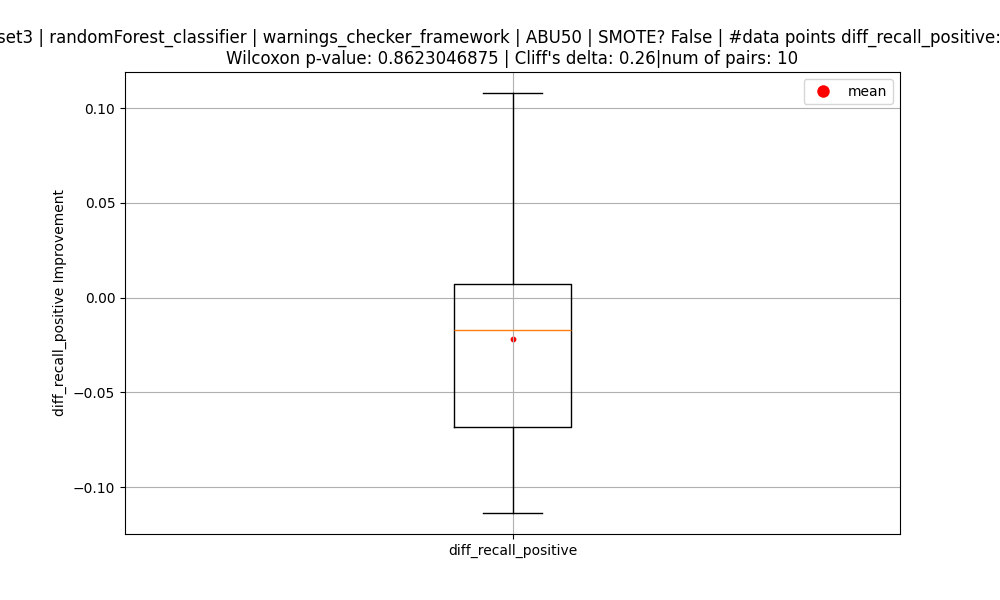 set3 | randomForest_classifier | warnings_checker_framework | ABU50 | SMOTE? False | #data points diff_recall_positive:
Wilcoxon p-value: 0.8623046875 | Cliff's delta: 0.26|num of pairs: 10
mean
0.10
0.05
0.00
−0.05
−0.10
diff_recall_positive Improvement
diff_recall_positive